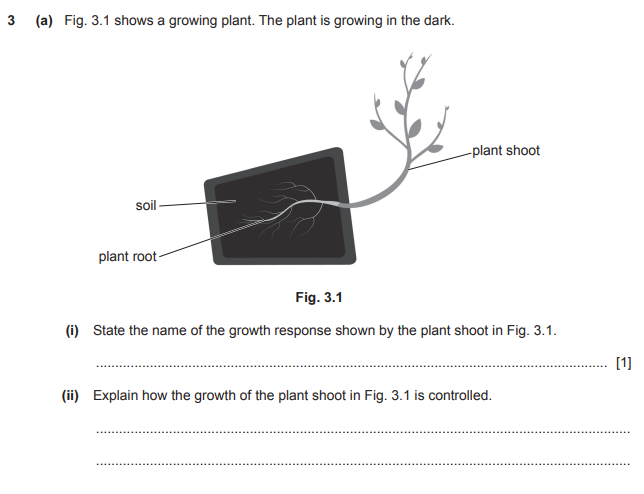 3 (a) Fig. 3.1 shows a growing plant. The plant is growing in the dark.
plant shoot
soil
plant root
Fig. 3.1
(i) State the name of the growth response shown by the plant shoot in Fig. 3.1.
[1]
(ii) Explain how the growth of the plant shoot in Fig. 3.1 is controlled.